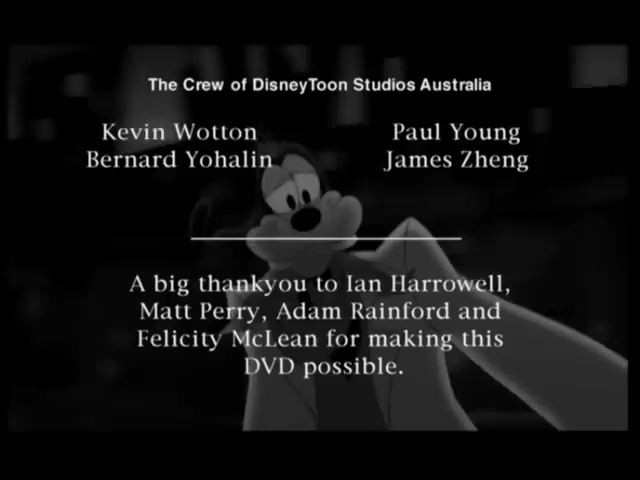 The Crew of DisneyToon Studios Australia
Kevin Wotton Paul Young
Bernard Yohalin James Zheng
A big thankyou to Ian Harrowell,
Matt Perry, Adam Rainford and
Felicity McLean for making this
DVD possible.